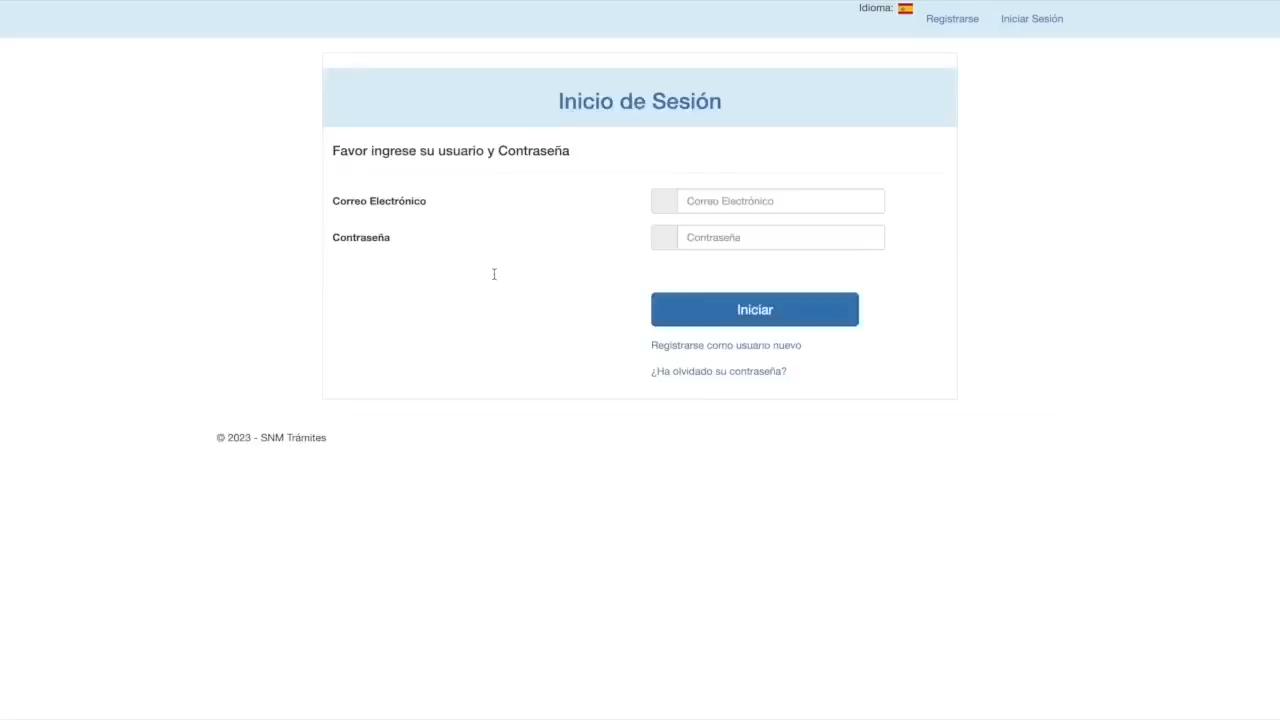 Idioma:
Registrarse Iniciar Sesión
Inicio de Sesión
Favor ingrese su usuario y Contraseña
Correo Electrónico Correo Electrónico
Contraseña Contraseña
Iniciar
Registrarse como usuario nuevo
¿Ha olvidado su contraseña?
© 2023 - SNM Trámites